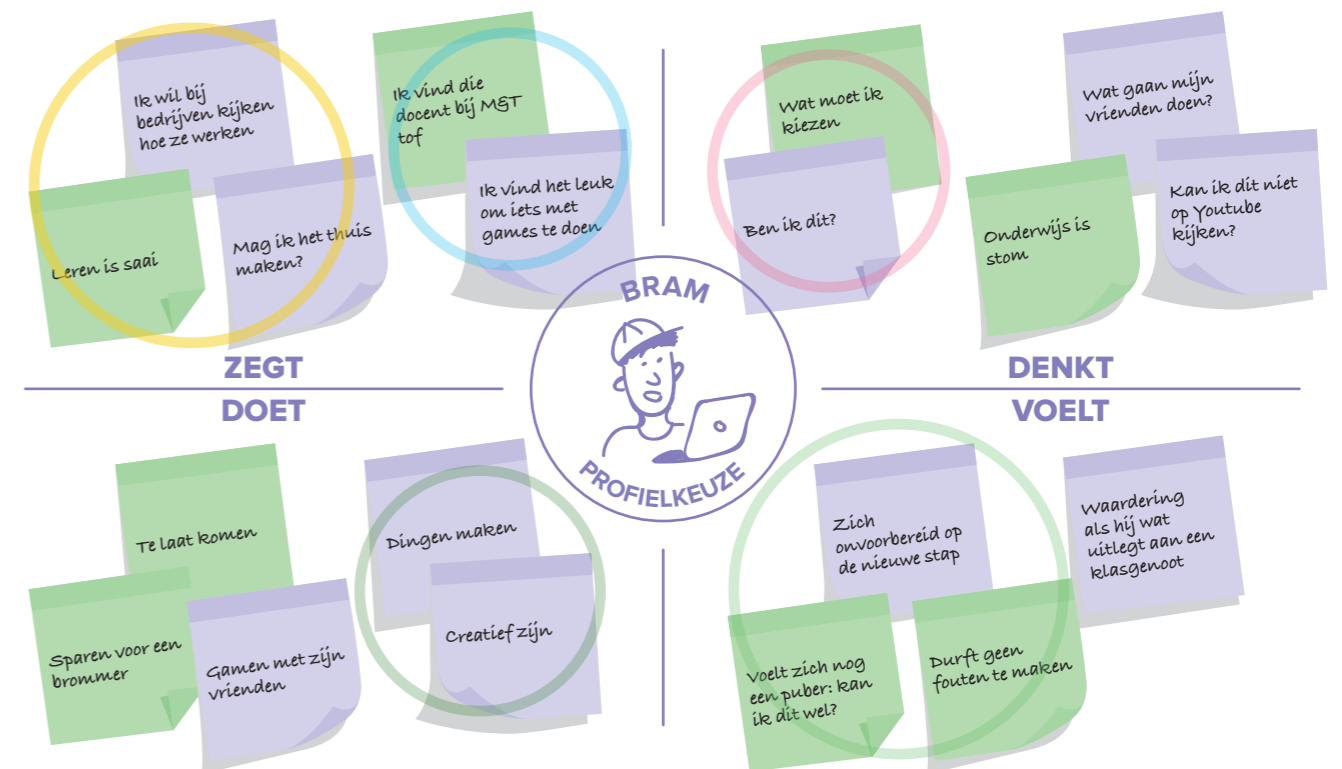 Ik wil bij
bedrijven kijken
hoe ze werken
Leren is saai
Mag ik het thuis
maken?
Ik vind die
docent bij M&T
tof
Ik vind het leuk
om iets met
games te doen
Wat moet ik
kiezen
Ben ik dit?
Wat gaan mijn
vrienden doen?
Onderwijs is
stom
Kan ik dit niet
op Youtube
kijken?
ZEGT
DENKT
BRAM
PROFIELKEUZE
DOET
VOELT
Te laat komen
Sparen voor een
brommer
Gamen met zijn
vrienden
Dingen maken
Creatief zijn
Zich
onvoorbereid op
de nieuwe stap
Voelt zich nog
een puber: kan
ik dit wel?
Durft geen
fouten te maken
Waardering
als hij wat
uitlegt aan een
klasgenoot